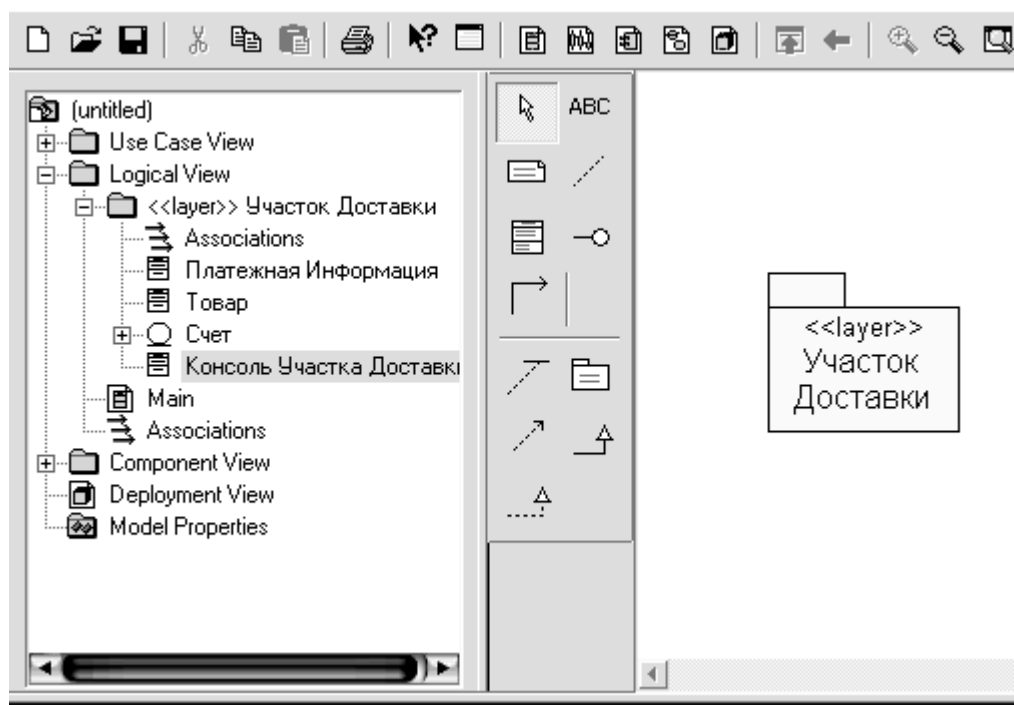 (untitled)
Use Case View
Logical View
<<layer>> Участок Доставки
Associations
Платежная Информация
Товар
Счет
Консоль Участка Доставки
Main
Associations
Component View
Deployment View
Model Properties
ABC
<<layer>>
Участок
Доставки